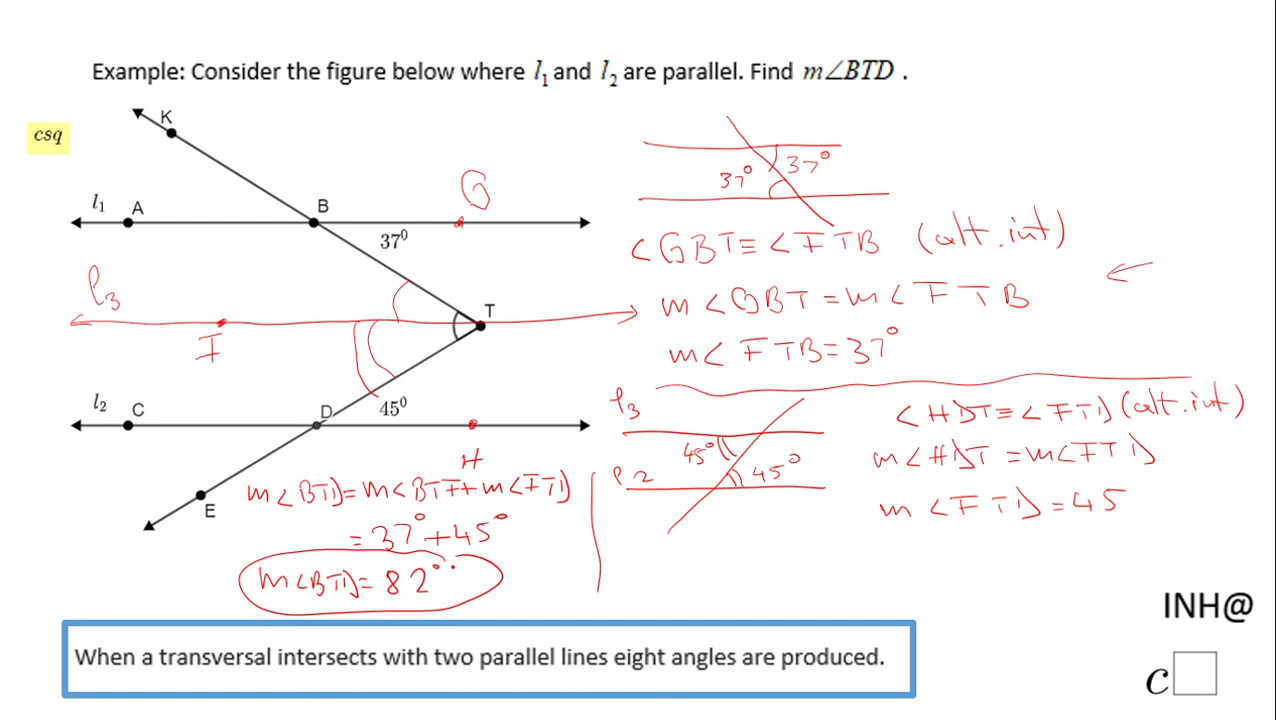 Example: Consider the figure below where l₁ and l₂ are parallel. Find m∠BTD .
csq
K
l₁ A B G
37⁰
l₃
T
F
l₂ C D 45⁰
H
E
37° 37°
<GBT≅<FTB (alt. int)
m<GBT=m<FTB
m<FTB=37°
l₃
45° 45°
l2
<HDT≅<FTD (alt.int)
m<HDT=m<FTD
m<FTD=45
m<BTD=m<BTF+m<FTD
=37°+45°
m<BTD=82°
INH@
When a transversal intersects with two parallel lines eight angles are produced.
c